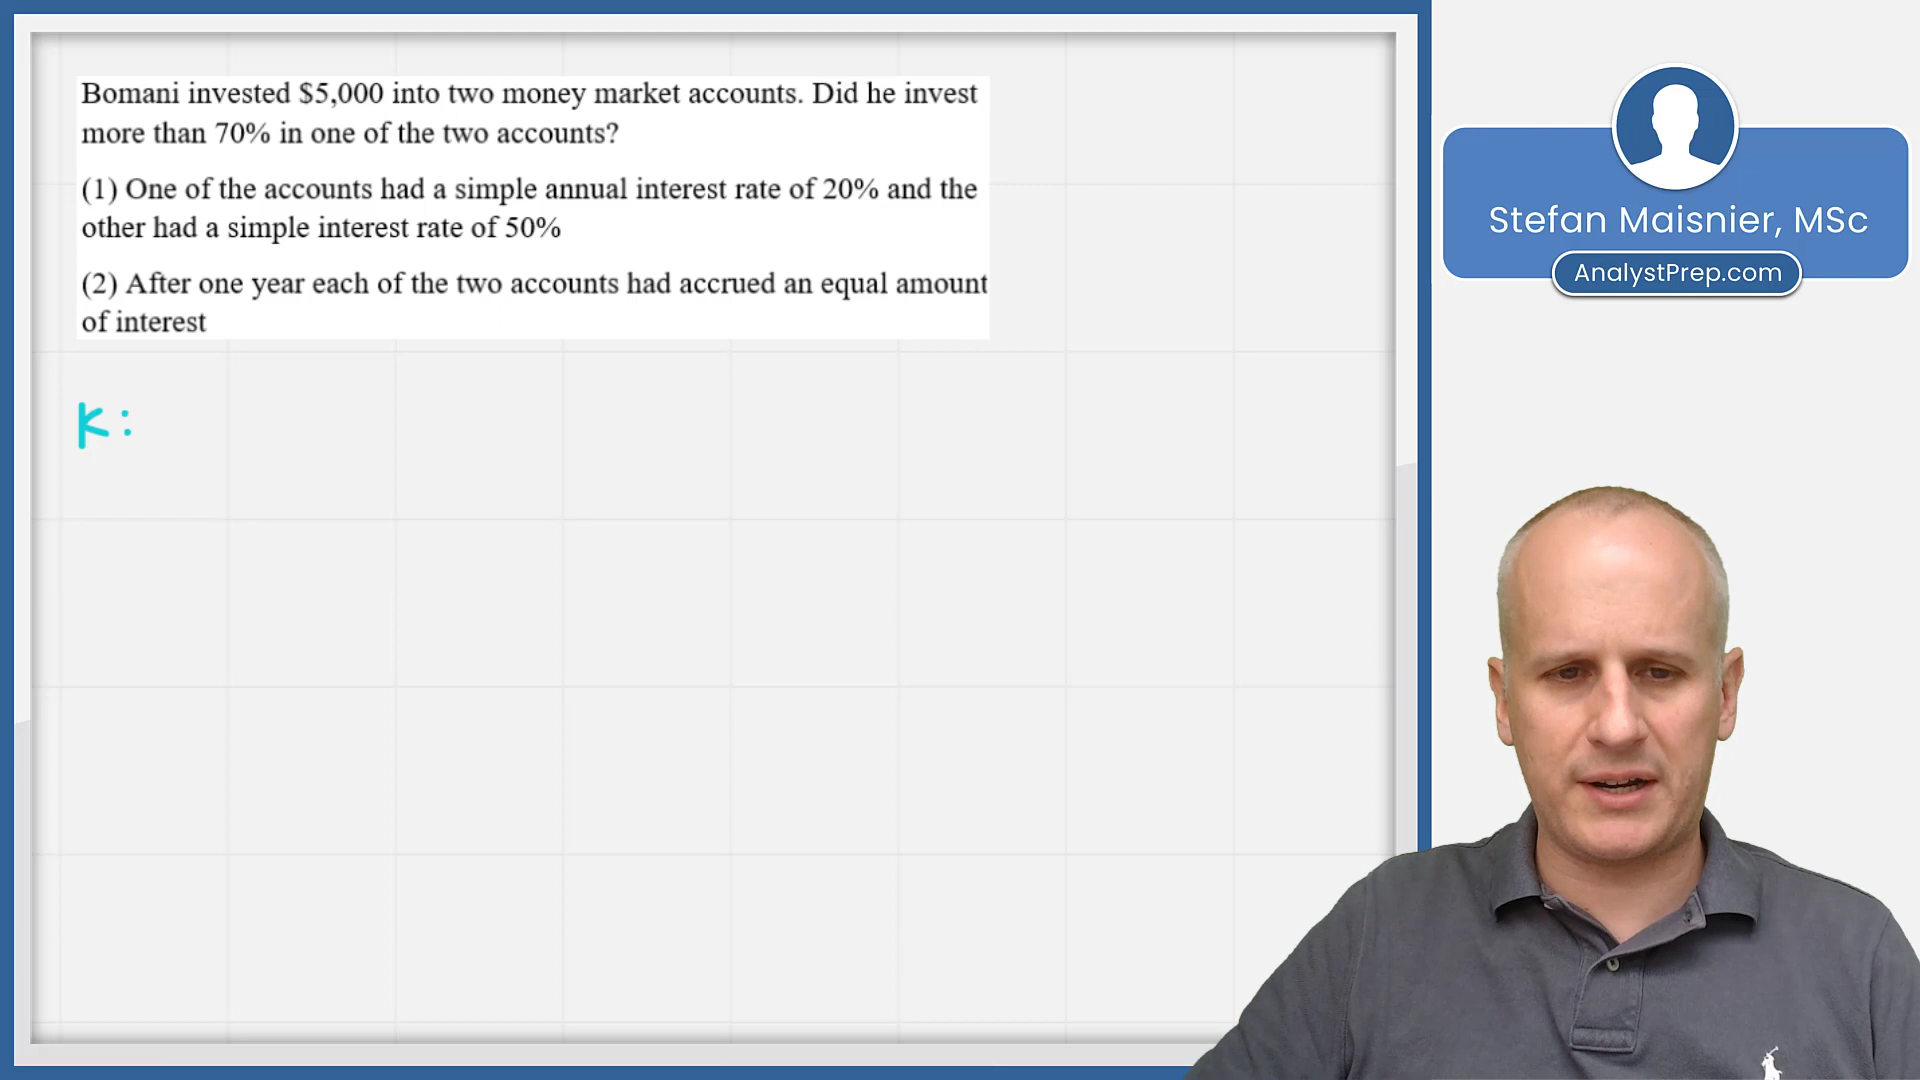 Bomani invested $5,000 into two money market accounts. Did he invest
more than 70% in one of the two accounts?
(1) One of the accounts had a simple annual interest rate of 20% and the
other had a simple interest rate of 50%
(2) After one year each of the two accounts had accrued an equal amount
of interest
K:
Stefan Maisnier, MSc
AnalystPrep.com